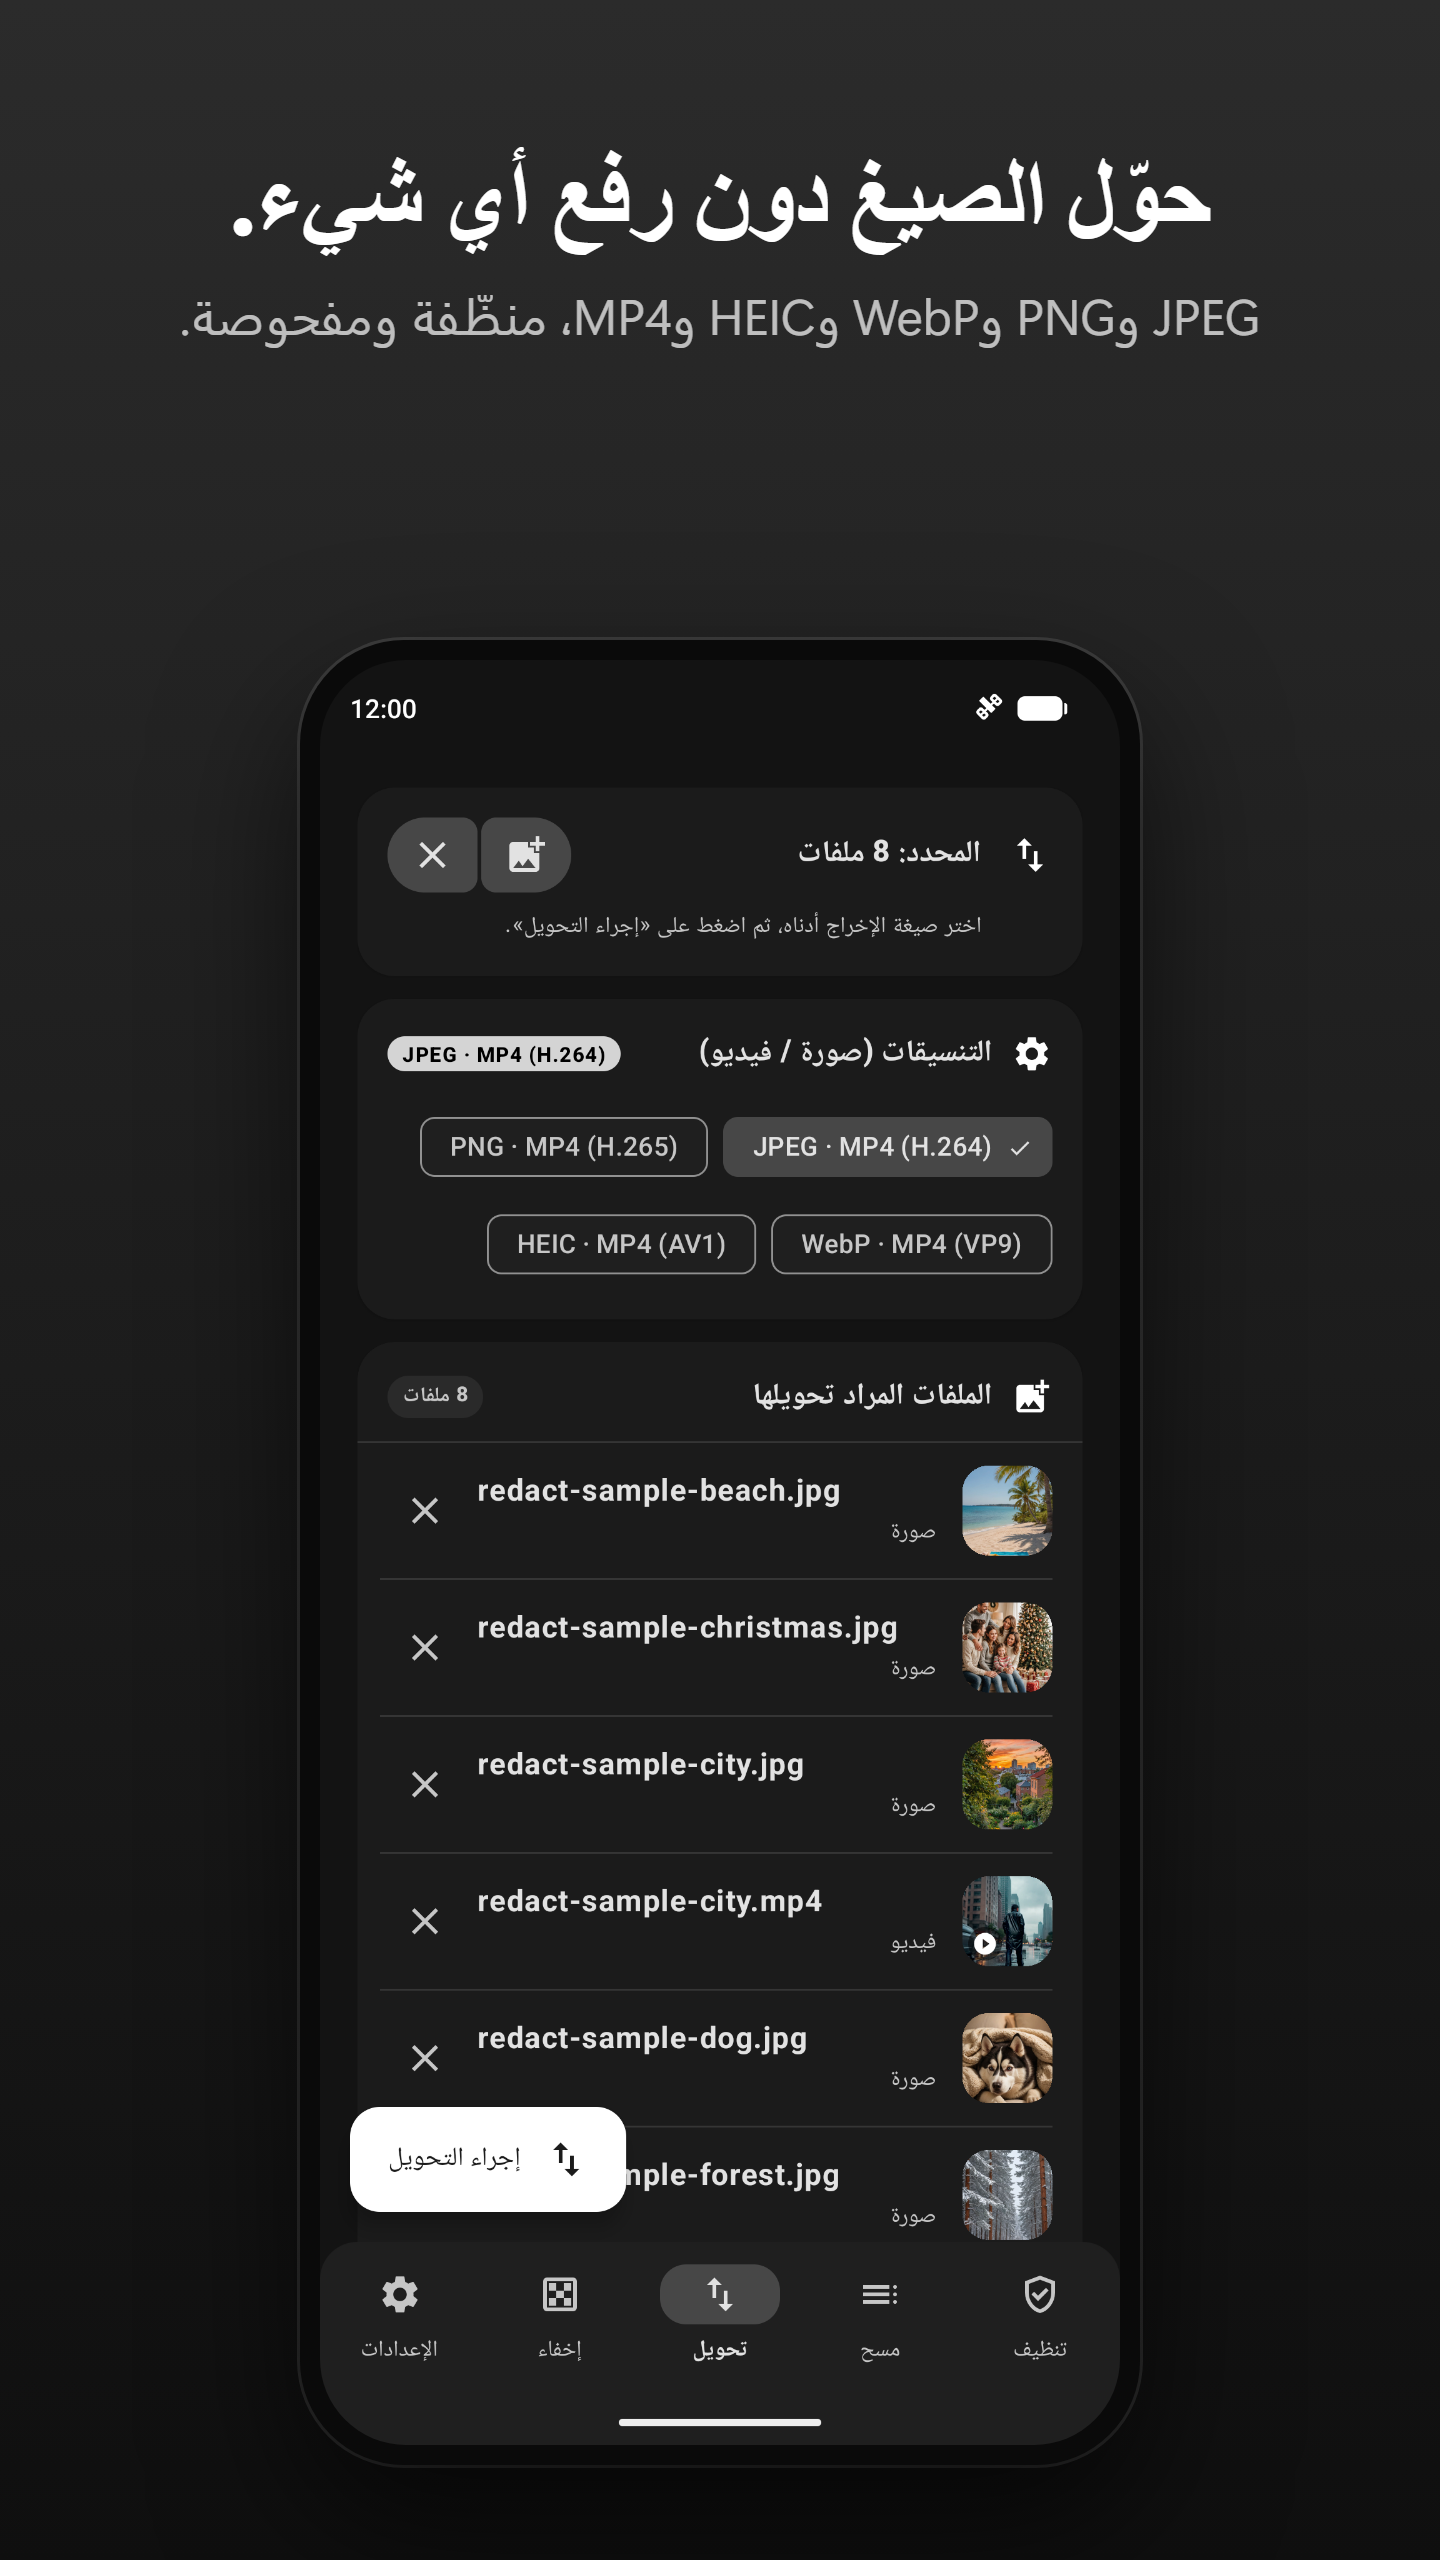 حوّل الصيغ دون رفع أي شيء.
JPEG وPNG وWebP وHEIC وMP4، منظّفة ومفحوصة.
12:00
المحدد: 8 ملفات
اختر صيغة الإخراج أدناه، ثم اضغط على «إجراء التحويل».
التنسيقات (صورة / فيديو)
JPEG · MP4 (H.264)
JPEG · MP4 (H.264)
PNG · MP4 (H.265)
WebP · MP4 (VP9)
HEIC · MP4 (AV1)
الملفات المراد تحويلها
8 ملفات
redact-sample-beach.jpg
صورة
redact-sample-christmas.jpg
صورة
redact-sample-city.jpg
صورة
redact-sample-city.mp4
فيديو
redact-sample-dog.jpg
صورة
mple-forest.jpg
صورة
إجراء التحويل
تنظيف
مسح
تحويل
إخفاء
الإعدادات